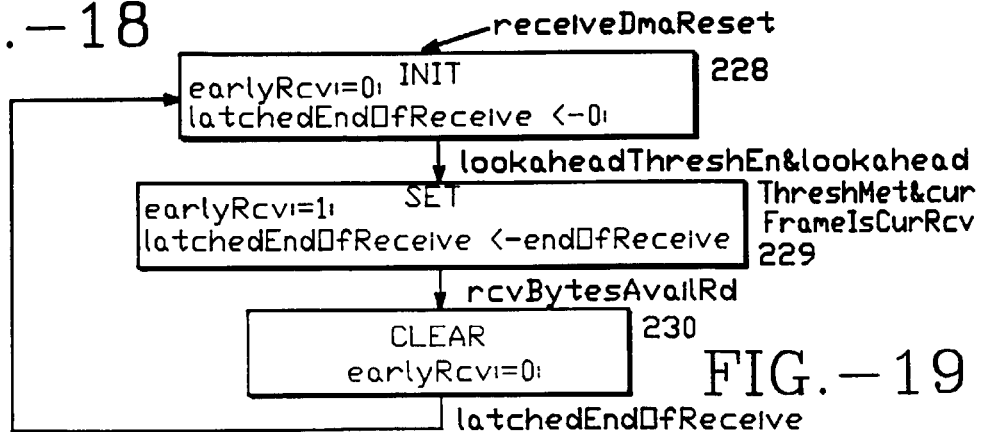 .-18
receiveDmaReset
INIT
228
earlyRcv:=0;
latchedEndOfReceive <-0;
lookaheadThreshEn&lookahead
ThreshMet&cur
FrameIsCurRcv
SET
earlyRcv:=1;
latchedEndOfReceive <-endOfReceive
229
rcvBytesAvailRd
230
CLEAR
earlyRcv:=0;
FIG.-19
latchedEndOfReceive